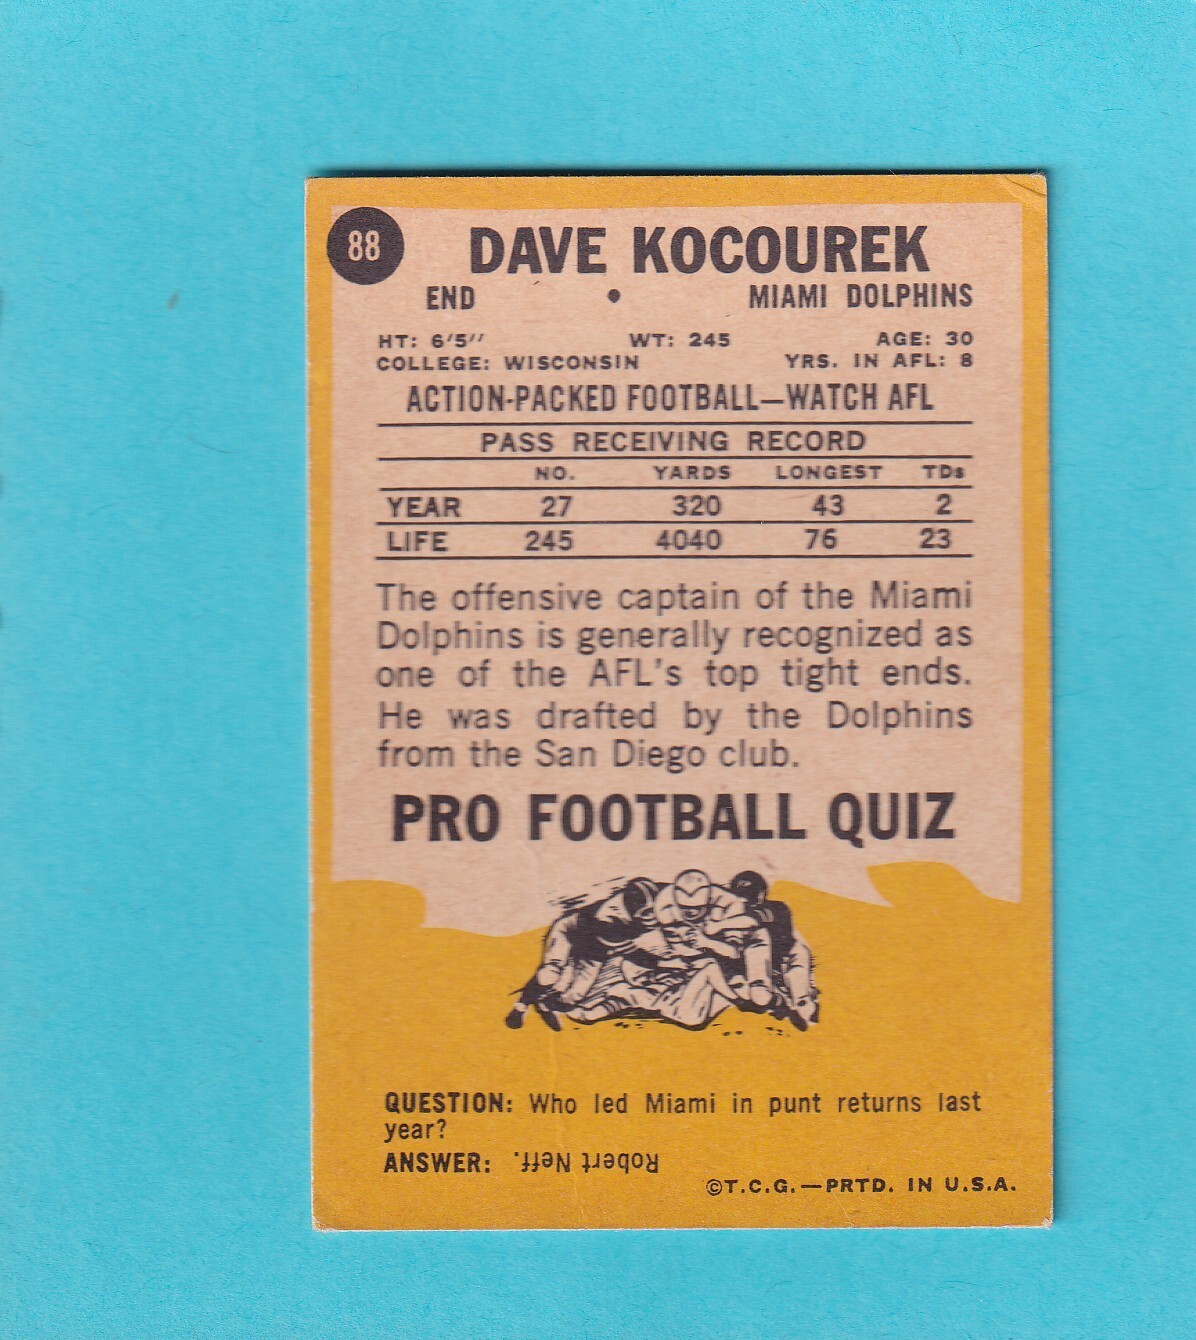 88
DAVE KOCOUREK
END • MIAMI DOLPHINS
HT: 6'5'' WT: 245 AGE: 30
COLLEGE: WISCONSIN YRS. IN AFL: 8
ACTION-PACKED FOOTBALL—WATCH AFL
PASS RECEIVING RECORD
NO. YARDS LONGEST TDs
YEAR 27 320 43 2
LIFE 245 4040 76 23
The offensive captain of the Miami
Dolphins is generally recognized as
one of the AFL's top tight ends.
He was drafted by the Dolphins
from the San Diego club.
PRO FOOTBALL QUIZ
QUESTION: Who led Miami in punt returns last
year?
ANSWER: Robert Neff.
©T.C.G.—PRTD. IN U.S.A.